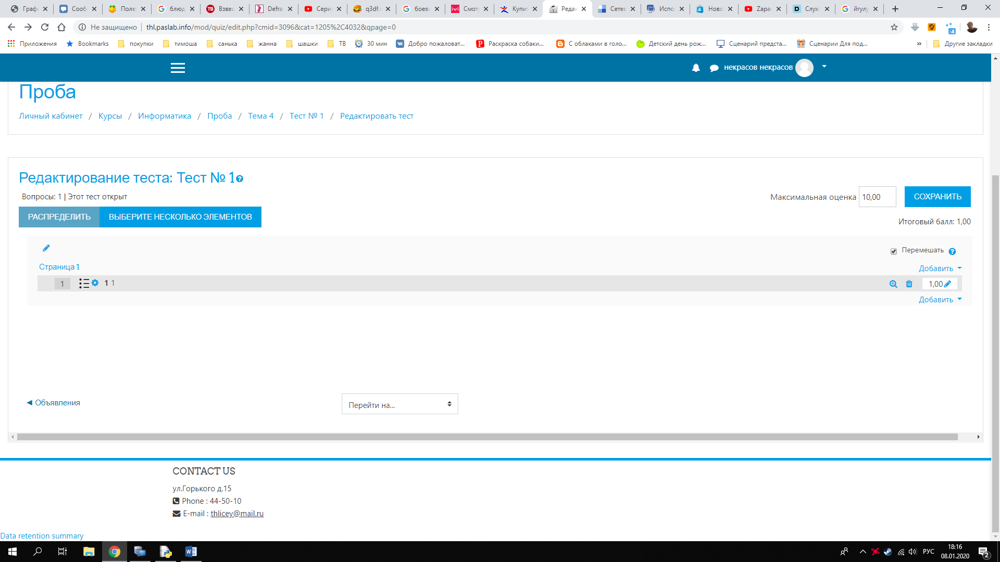 Граф Сооб Поле блюд Взвеш Defra Сери q3df. боев Смот Купит Редак Сетев Испо Ново Zapa Слух йгулу
Не защищено | thl.paslab.info/mod/quiz/edit.php?cmid=3096&cat=1205%2C4032&qpage=0
Приложения Bookmarks покупки тимоша санька жанна шашки ТВ 30 мин Добро пожаловат... Раскраска собаки... С облаками в голо... Детский день рож... Сценарий предста... Сценарии Для под... » Другие закладки
некрасов некрасов
Проба
Личный кабинет / Курсы / Информатика / Проба / Тема 4 / Тест № 1 / Редактировать тест
Редактирование теста: Тест № 1
Вопросы: 1 | Этот тест открыт
Максимальная оценка 10,00 СОХРАНИТЬ
РАСПРЕДЕЛИТЬ ВЫБЕРИТЕ НЕСКОЛЬКО ЭЛЕМЕНТОВ
Итоговый балл: 1,00
Перемешать
Страница 1
Добавить
1 1 1 1,00
Добавить
◄ Объявления
Перейти на...
CONTACT US
ул.Горького д.15
Phone : 44-50-10
E-mail : thlicey@mail.ru
Data retention summary
РУС 18:16
08.01.2020
2
-4